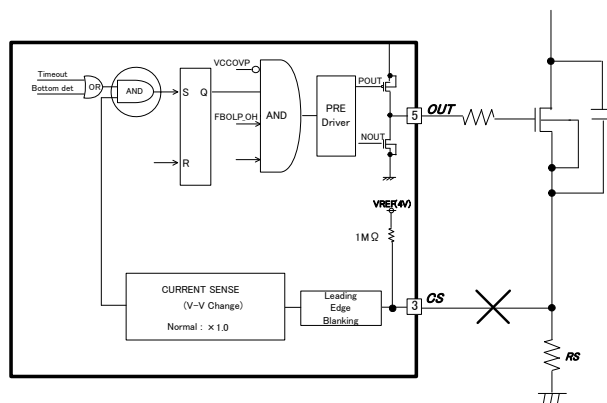 VCCOVP
Timeout
Bottom det
OR
AND
S
Q
R
FBOLP_OH
AND
PRE
Driver
POUT
NOUT
5
OUT
VREF(4V)
1MΩ
CURRENT SENSE
(V-V Change)
Normal : ×1.0
Leading
Edge
Blanking
3
CS
RS